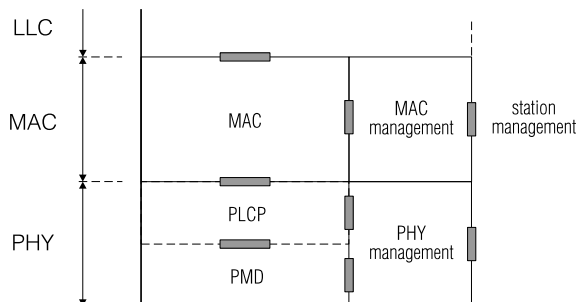 LLC
MAC
MAC
MAC
management
station
management
PHY
PLCP
PMD
PHY
management